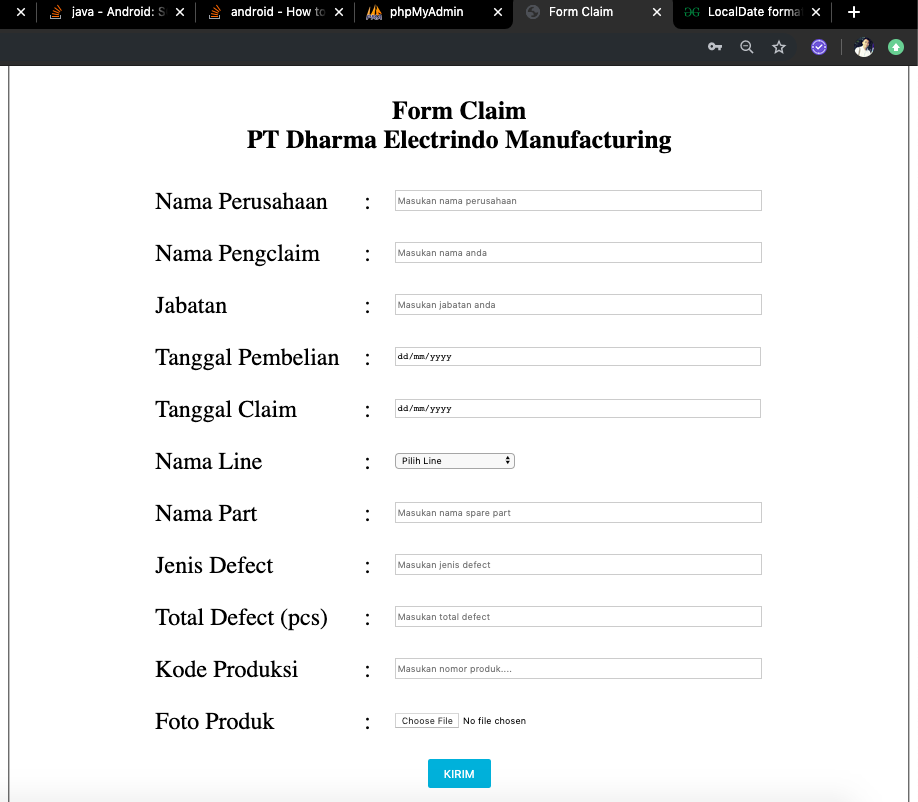 java - Android: S
android - How to
phpMyAdmin
Form Claim
LocalDate forma
Form Claim
PT Dharma Electrindo Manufacturing
Nama Perusahaan : Masukan nama perusahaan
Nama Pengclaim : Masukan nama anda
Jabatan : Masukan jabatan anda
Tanggal Pembelian : dd/mm/yyyy
Tanggal Claim : dd/mm/yyyy
Nama Line : Pilih Line
Nama Part : Masukan nama spare part
Jenis Defect : Masukan jenis defect
Total Defect (pcs) : Masukan total defect
Kode Produksi : Masukan nomor produk....
Foto Produk : Choose File No file chosen
KIRIM